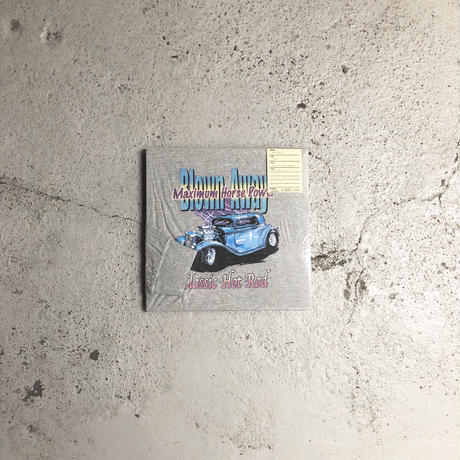 Blown Away
Maximum Horse Power
Classic Hot Rod